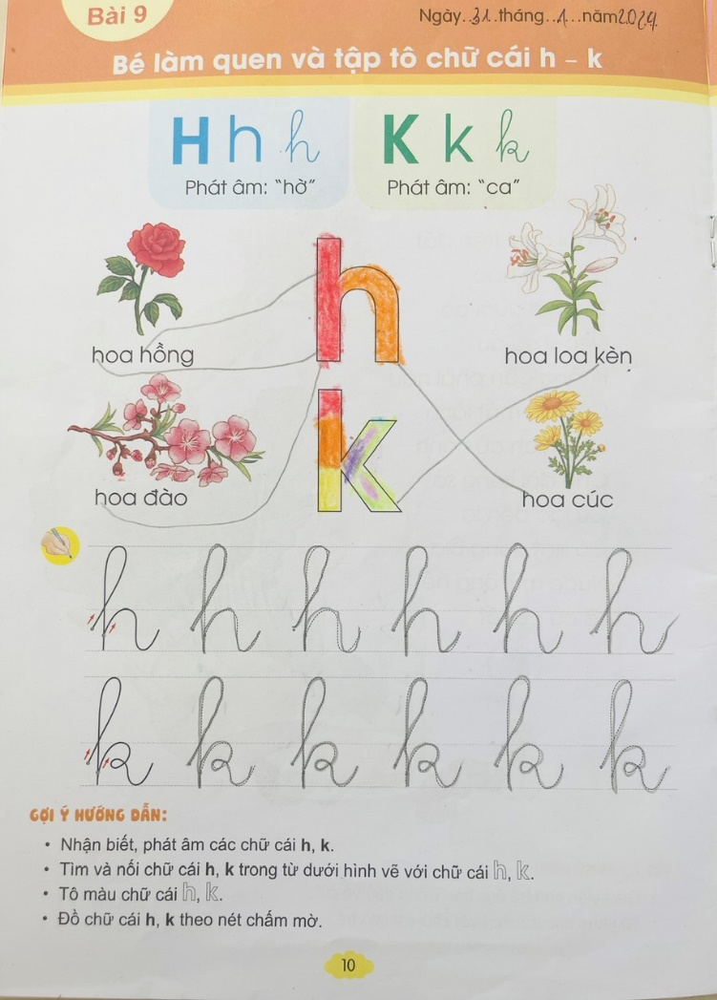 Bài 9
Ngày..31..tháng..1...năm2024
Bé làm quen và tập tô chữ cái h – k
H h h
K k k
Phát âm: "hờ"
Phát âm: "ca"
h
hoa hồng
hoa loa kèn
k
hoa đào
hoa cúc
h h h h h h
k k k k k k
GỢI Ý HƯỚNG DẪN:
• Nhận biết, phát âm các chữ cái h, k.
• Tìm và nối chữ cái h, k trong từ dưới hình vẽ với chữ cái h, k.
• Tô màu chữ cái h, k.
• Đồ chữ cái h, k theo nét chấm mờ.
10